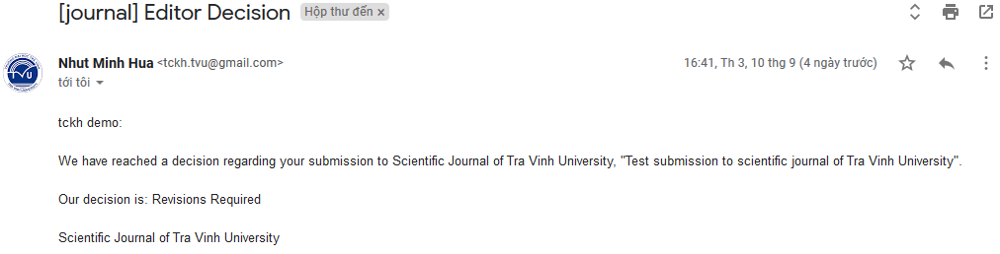 [journal] Editor Decision Hộp thư đến ×
Nhut Minh Hua <tckh.tvu@gmail.com> 16:41, Th 3, 10 thg 9 (4 ngày trước)
tới tôi
tckh demo:
We have reached a decision regarding your submission to Scientific Journal of Tra Vinh University, "Test submission to scientific journal of Tra Vinh University".
Our decision is: Revisions Required
Scientific Journal of Tra Vinh University